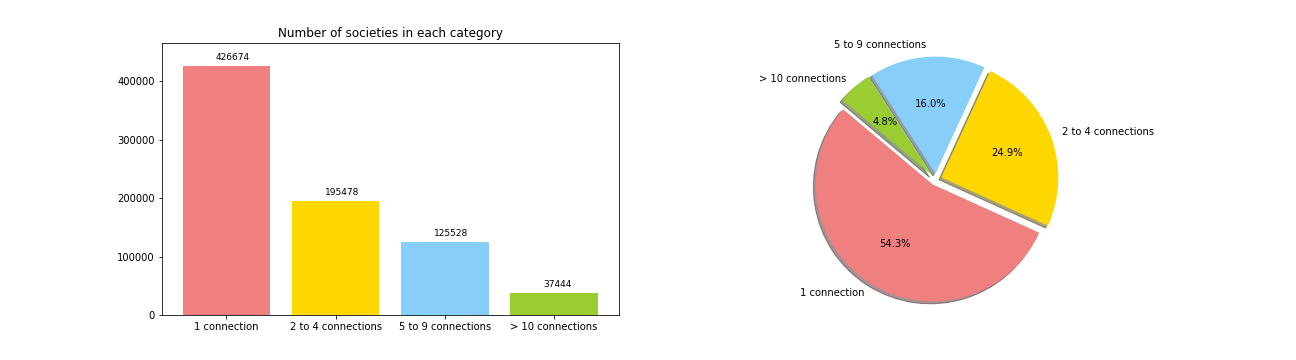 Number of societies in each category
426674
195478
125528
37444
400000
300000
200000
100000
0
1 connection
2 to 4 connections
5 to 9 connections
> 10 connections
5 to 9 connections
> 10 connections
2 to 4 connections
1 connection
16.0%
4.8%
24.9%
54.3%